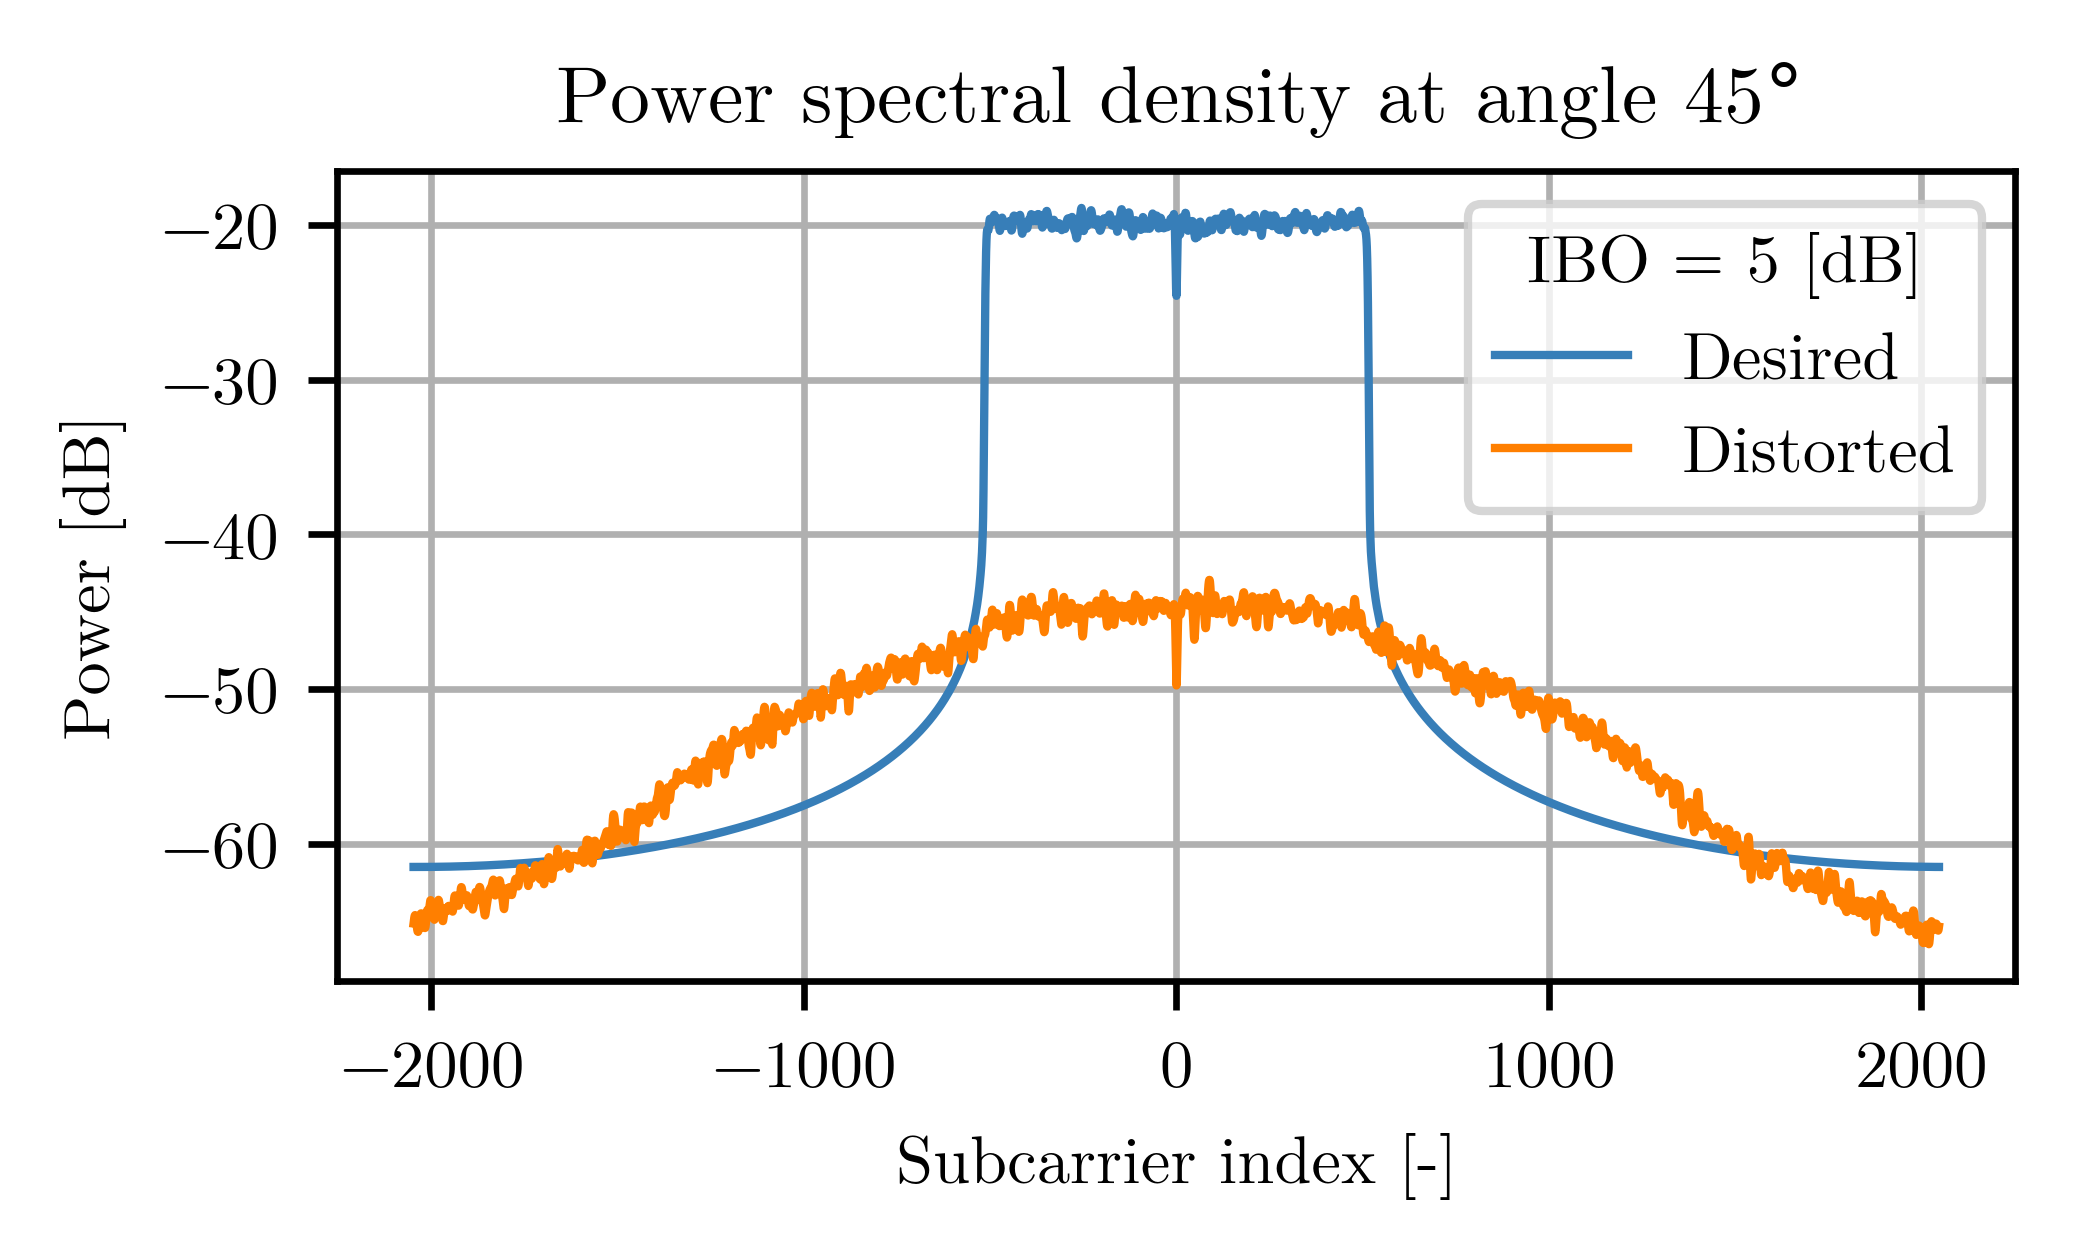 Power spectral density at angle 45°
−20
−30
−40
−50
−60
Power [dB]
IBO = 5 [dB]
Desired
Distorted
−2000 −1000 0 1000 2000
Subcarrier index [-]